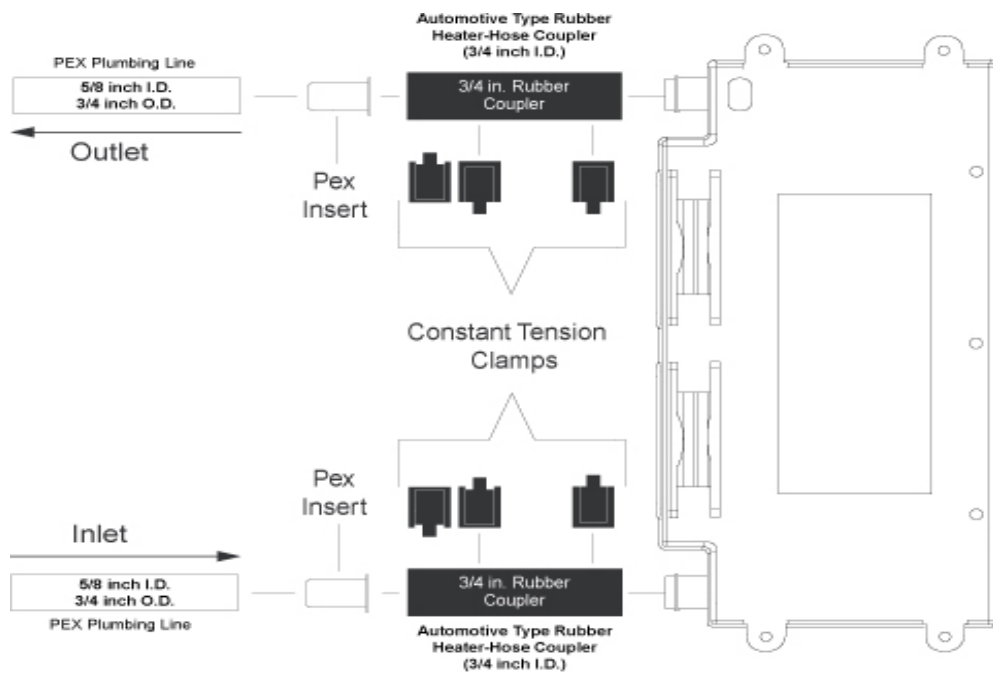 Automotive Type Rubber
Heater-Hose Coupler
(3/4 inch I.D.)
PEX Plumbing Line
5/8 inch I.D.
3/4 inch O.D.
3/4 in. Rubber
Coupler
Outlet
Pex
Insert
Constant Tension
Clamps
Pex
Insert
Inlet
5/8 inch I.D.
3/4 inch O.D.
3/4 in. Rubber
Coupler
PEX Plumbing Line
Automotive Type Rubber
Heater-Hose Coupler
(3/4 inch I.D.)